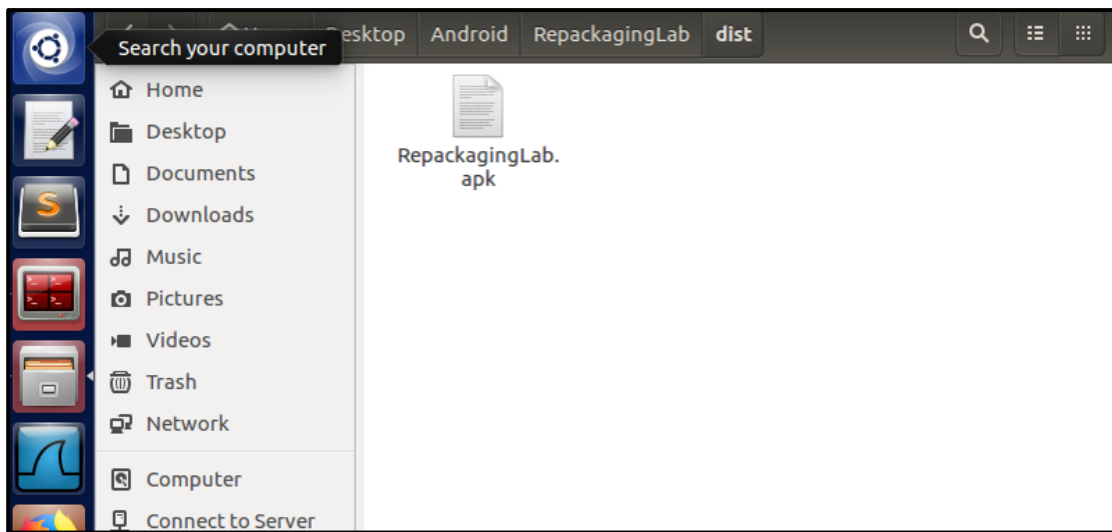 Search your computer
Desktop Android RepackagingLab dist
Home
Desktop
Documents
Downloads
Music
Pictures
Videos
Trash
Network
Computer
Connect to Server
RepackagingLab.
apk